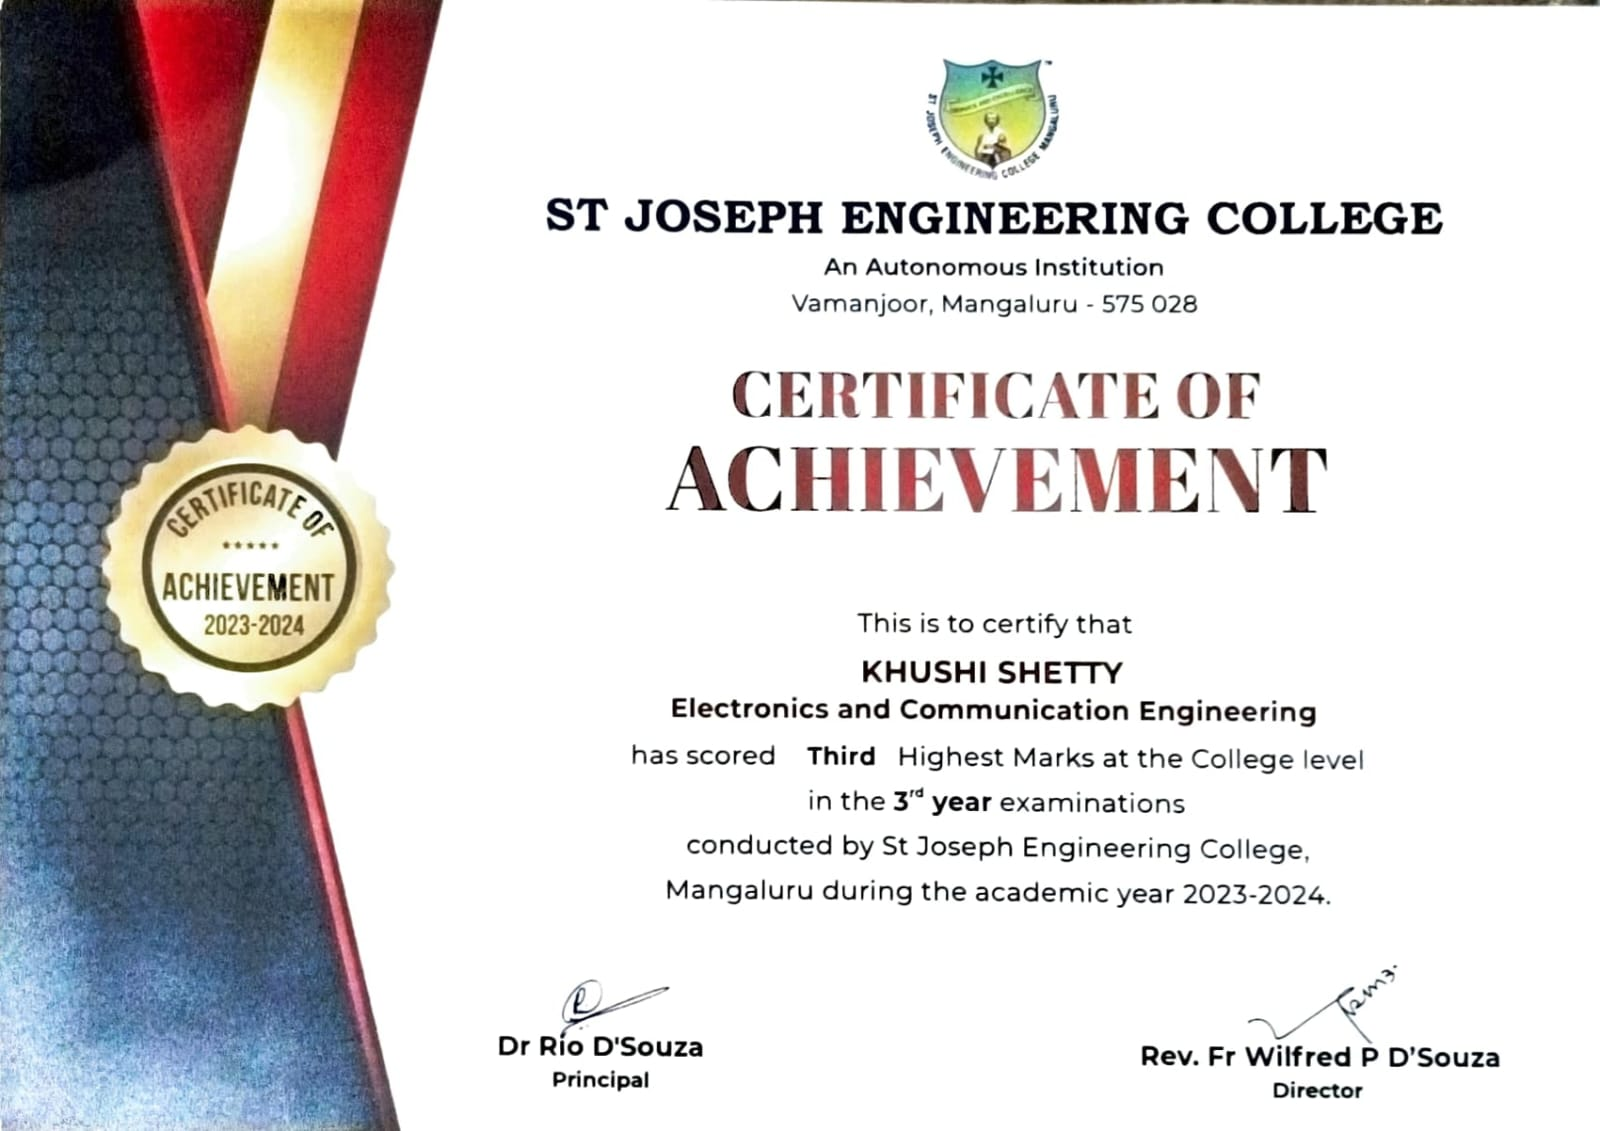 ST JOSEPH ENGINEERING COLLEGE MANGALURU
ST JOSEPH ENGINEERING COLLEGE
An Autonomous Institution
Vamanjoor, Mangaluru - 575 028
CERTIFICATE OF
ACHIEVEMENT
CERTIFICATE OF
ACHIEVEMENT
2023-2024
This is to certify that
KHUSHI SHETTY
Electronics and Communication Engineering
has scored Third Highest Marks at the College level
in the 3rd year examinations
conducted by St Joseph Engineering College,
Mangaluru during the academic year 2023-2024.
Dr Rio D'Souza
Principal
Rev. Fr Wilfred P D'Souza
Director